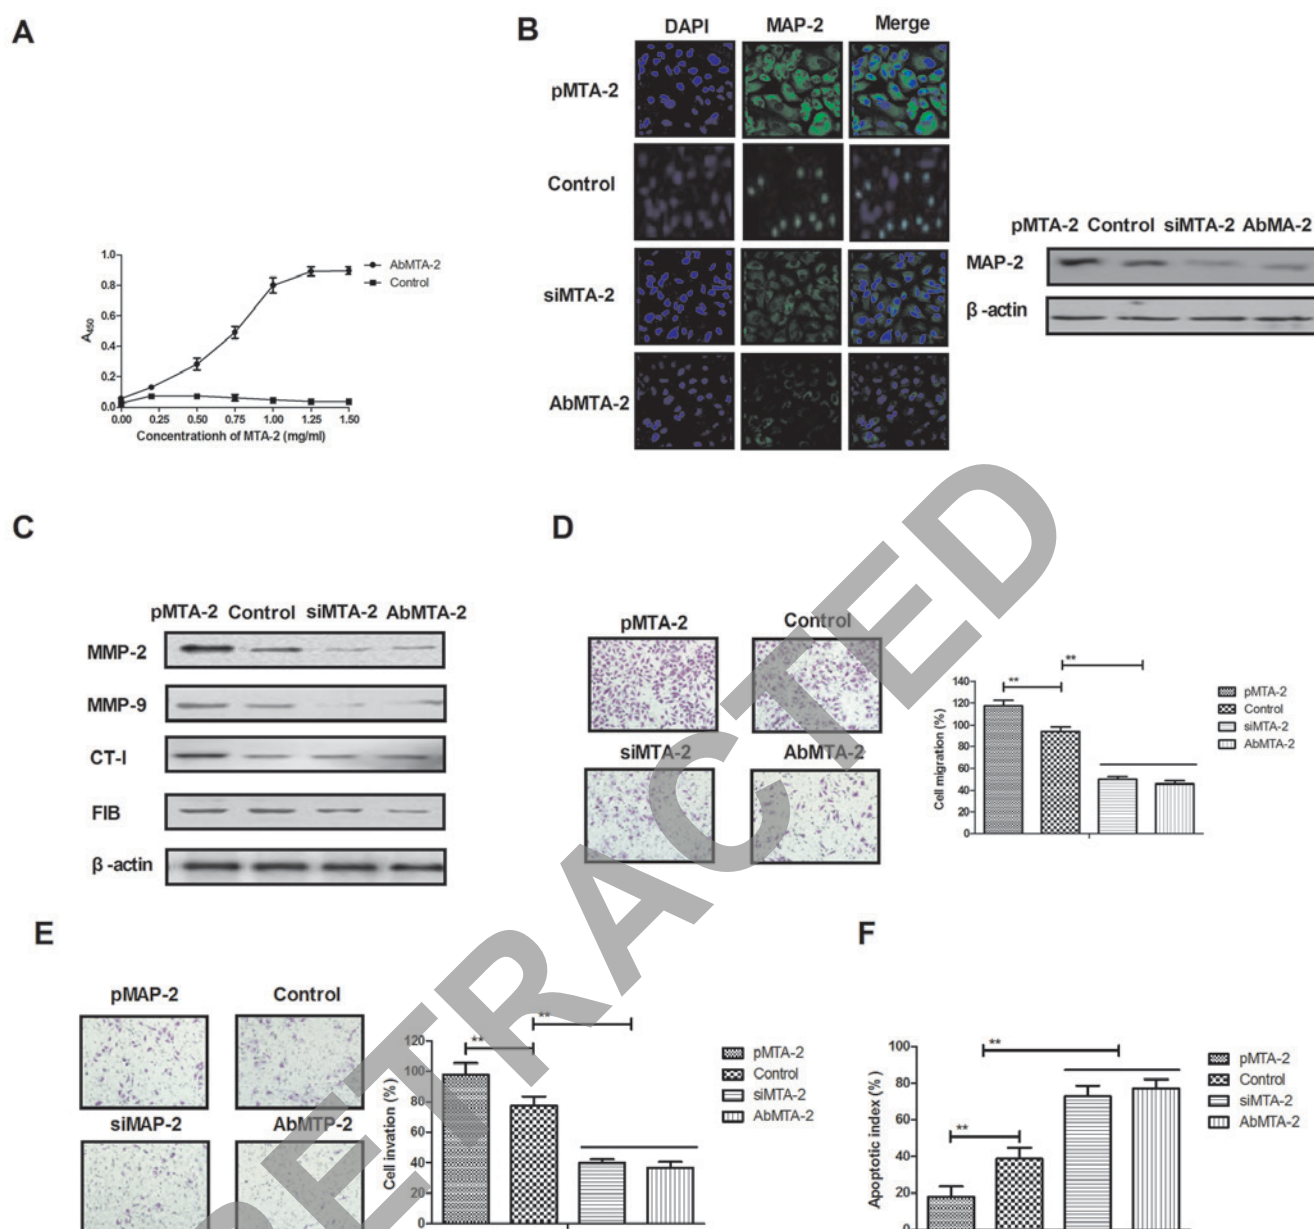 A
B
DAPI MAP-2 Merge
pMTA-2
Control
siMTA-2
AbMTA-2
pMTA-2 Control siMTA-2 AbMA-2
MAP-2
β-actin
1.0
0.8
0.6
0.4
0.2
0.0
A450
0.00 0.25 0.50 0.75 1.00 1.25 1.50
Concentrationh of MTA-2 (mg/ml)
AbMTA-2
Control
C
pMTA-2 Control siMTA-2 AbMTA-2
MMP-2
MMP-9
CT-I
FIB
β-actin
D
pMTA-2 Control
siMTA-2 AbMTA-2
** **
140
120
100
80
60
40
20
0
Cell migration (%)
pMTA-2
Control
siMTA-2
AbMTA-2
E
pMAP-2 Control
siMAP-2 AbMTP-2
** **
120
100
80
60
40
20
0
Cell invation (%)
pMTA-2
Control
siMTA-2
AbMTA-2
F
** **
100
80
60
40
20
0
Apoptotic index (%)
pMTA-2
Control
siMTA-2
AbMTA-2
RETRACTED